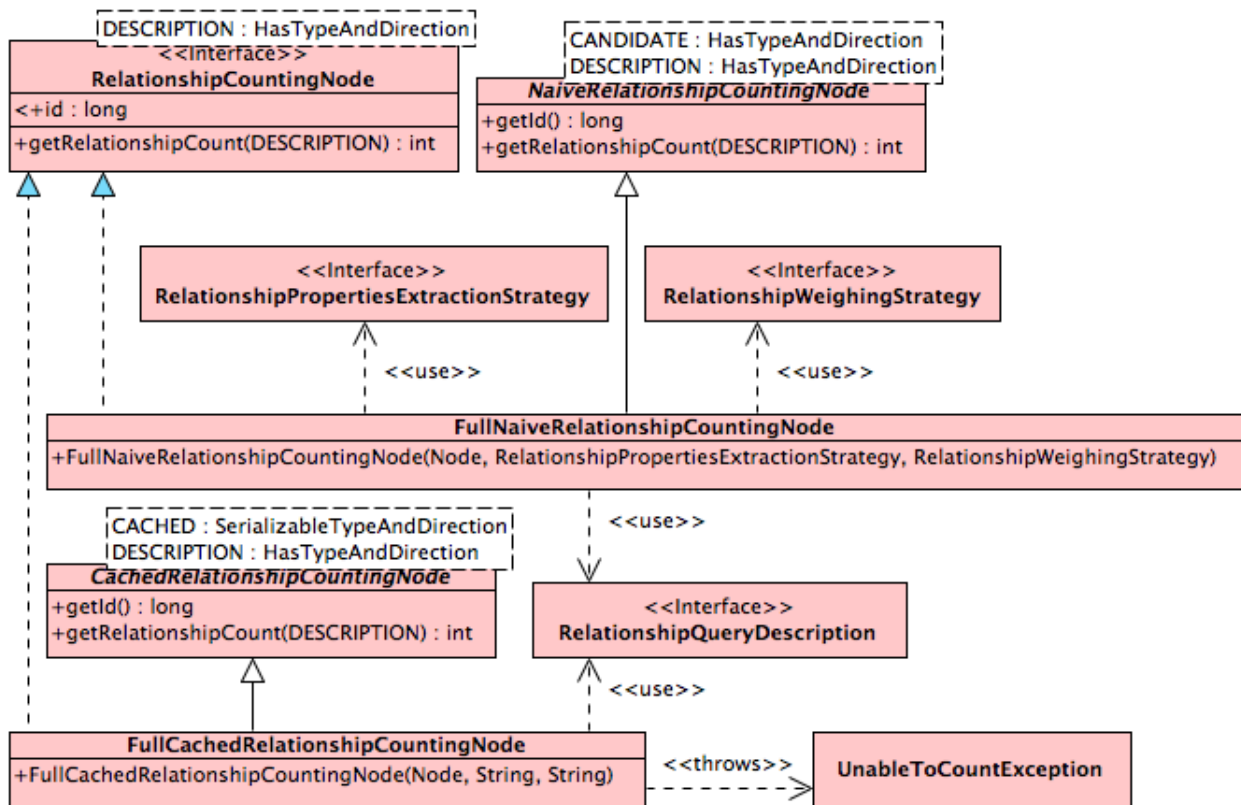 DESCRIPTION : HasTypeAndDirection
<<Interface>>
RelationshipCountingNode
<+id : long
+getRelationshipCount(DESCRIPTION) : int
CANDIDATE : HasTypeAndDirection
DESCRIPTION : HasTypeAndDirection
NaiveRelationshipCountingNode
+getId() : long
+getRelationshipCount(DESCRIPTION) : int
<<Interface>>
RelationshipPropertiesExtractionStrategy
<<Interface>>
RelationshipWeighingStrategy
<<use>>
<<use>>
FullNaiveRelationshipCountingNode
+FullNaiveRelationshipCountingNode(Node, RelationshipPropertiesExtractionStrategy, RelationshipWeighingStrategy)
<<use>>
CACHED : SerializableTypeAndDirection
DESCRIPTION : HasTypeAndDirection
CachedRelationshipCountingNode
+getId() : long
+getRelationshipCount(DESCRIPTION) : int
<<Interface>>
RelationshipQueryDescription
<<use>>
FullCachedRelationshipCountingNode
+FullCachedRelationshipCountingNode(Node, String, String)
<<throws>>
UnableToCountException